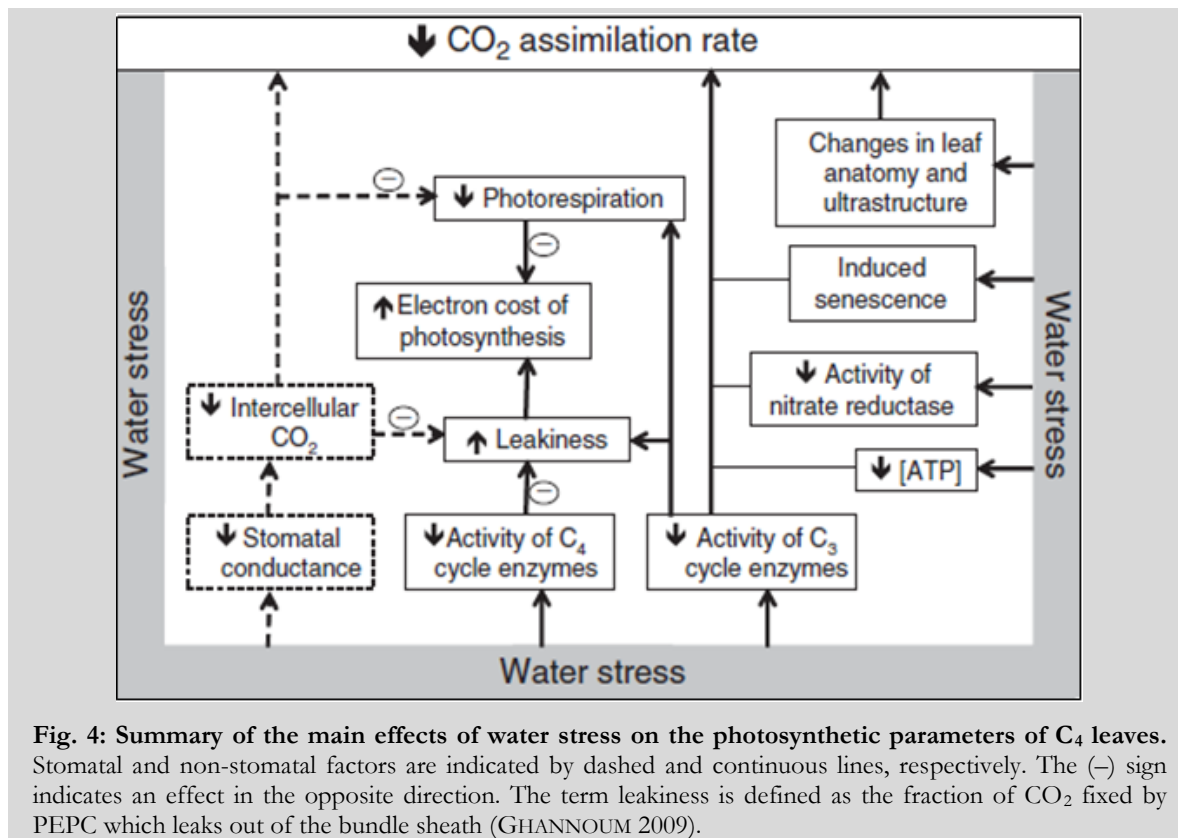 ↓ CO₂ assimilation rate
Water stress
Changes in leaf
anatomy and
ultrastructure
(–)
↓ Photorespiration
(–)
Induced
senescence
↑ Electron cost of
photosynthesis
Water stress
↓ Activity of
nitrate reductase
↓ Intercellular
CO₂
(–)
↑ Leakiness
↓ [ATP]
(–)
↓ Stomatal
conductance
↓ Activity of C₄
cycle enzymes
↓ Activity of C₃
cycle enzymes
Water stress
Fig. 4: Summary of the main effects of water stress on the photosynthetic parameters of C₄ leaves.
Stomatal and non-stomatal factors are indicated by dashed and continuous lines, respectively. The (–) sign
indicates an effect in the opposite direction. The term leakiness is defined as the fraction of CO₂ fixed by
PEPC which leaks out of the bundle sheath (GHANNOUM 2009).